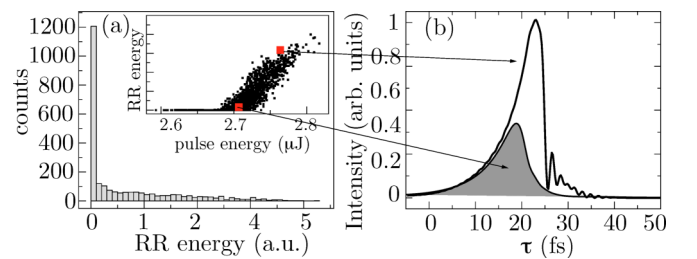 (a)
1200
1000
800
600
400
200
0
counts
0 1 2 3 4 5
RR energy (a.u.)
RR energy
2.6 2.7 2.8
pulse energy (μJ)
(b)
Intensity (arb. units)
1
0.8
0.4
0.2
0
0 10 20 30 40 50
τ (fs)